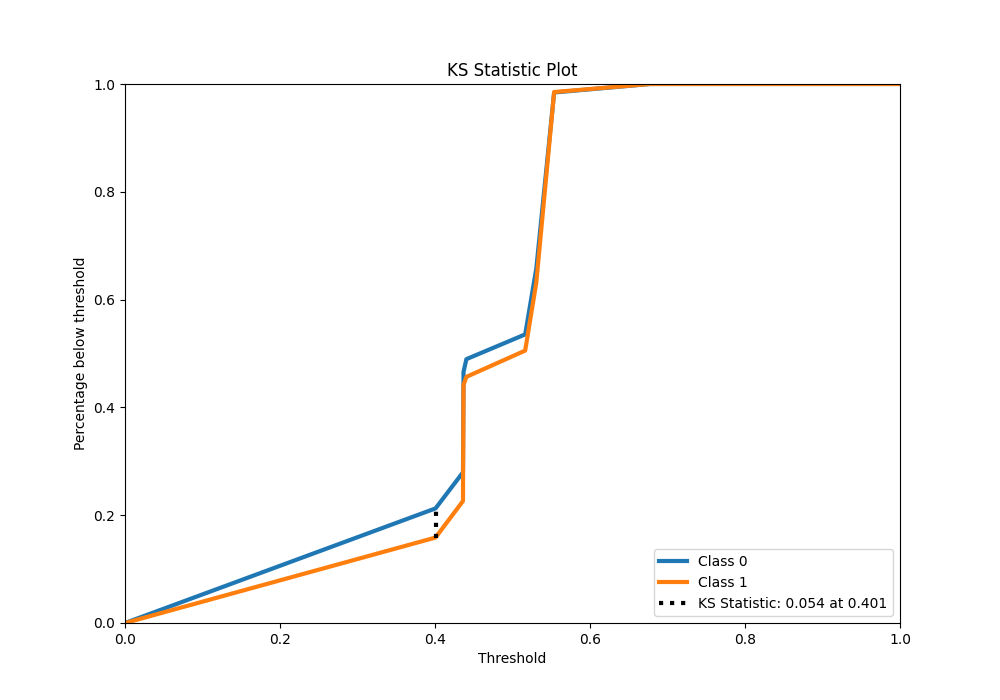 KS Statistic Plot
1.0
0.8
0.6
0.4
0.2
0.0
Percentage below threshold
0.0 0.2 0.4 0.6 0.8 1.0
Threshold
Class 0
Class 1
KS Statistic: 0.054 at 0.401